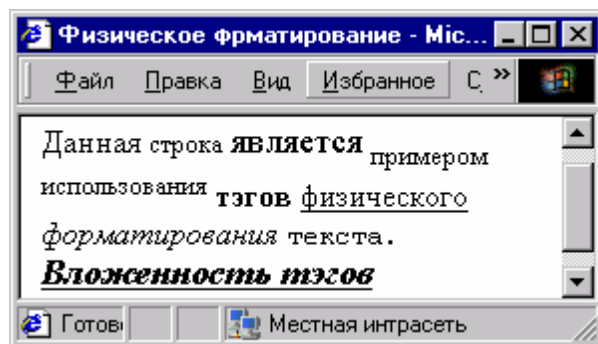 Физическое фрматирование - Mic...
Файл Правка Вид Избранное С »
Данная строка является примером
использования тэгов физического
форматирования текста.
Вложенность тэгов
Готов Местная интрасеть